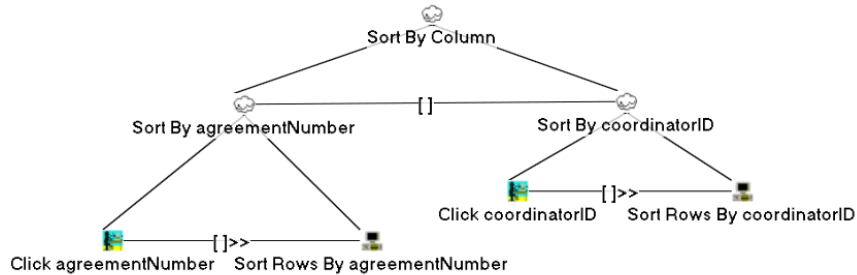 Sort By Column
[ ]
Sort By agreementNumber
Sort By coordinatorID
[ ]>>
Click coordinatorID
Sort Rows By coordinatorID
[ ]>>
Click agreementNumber
Sort Rows By agreementNumber